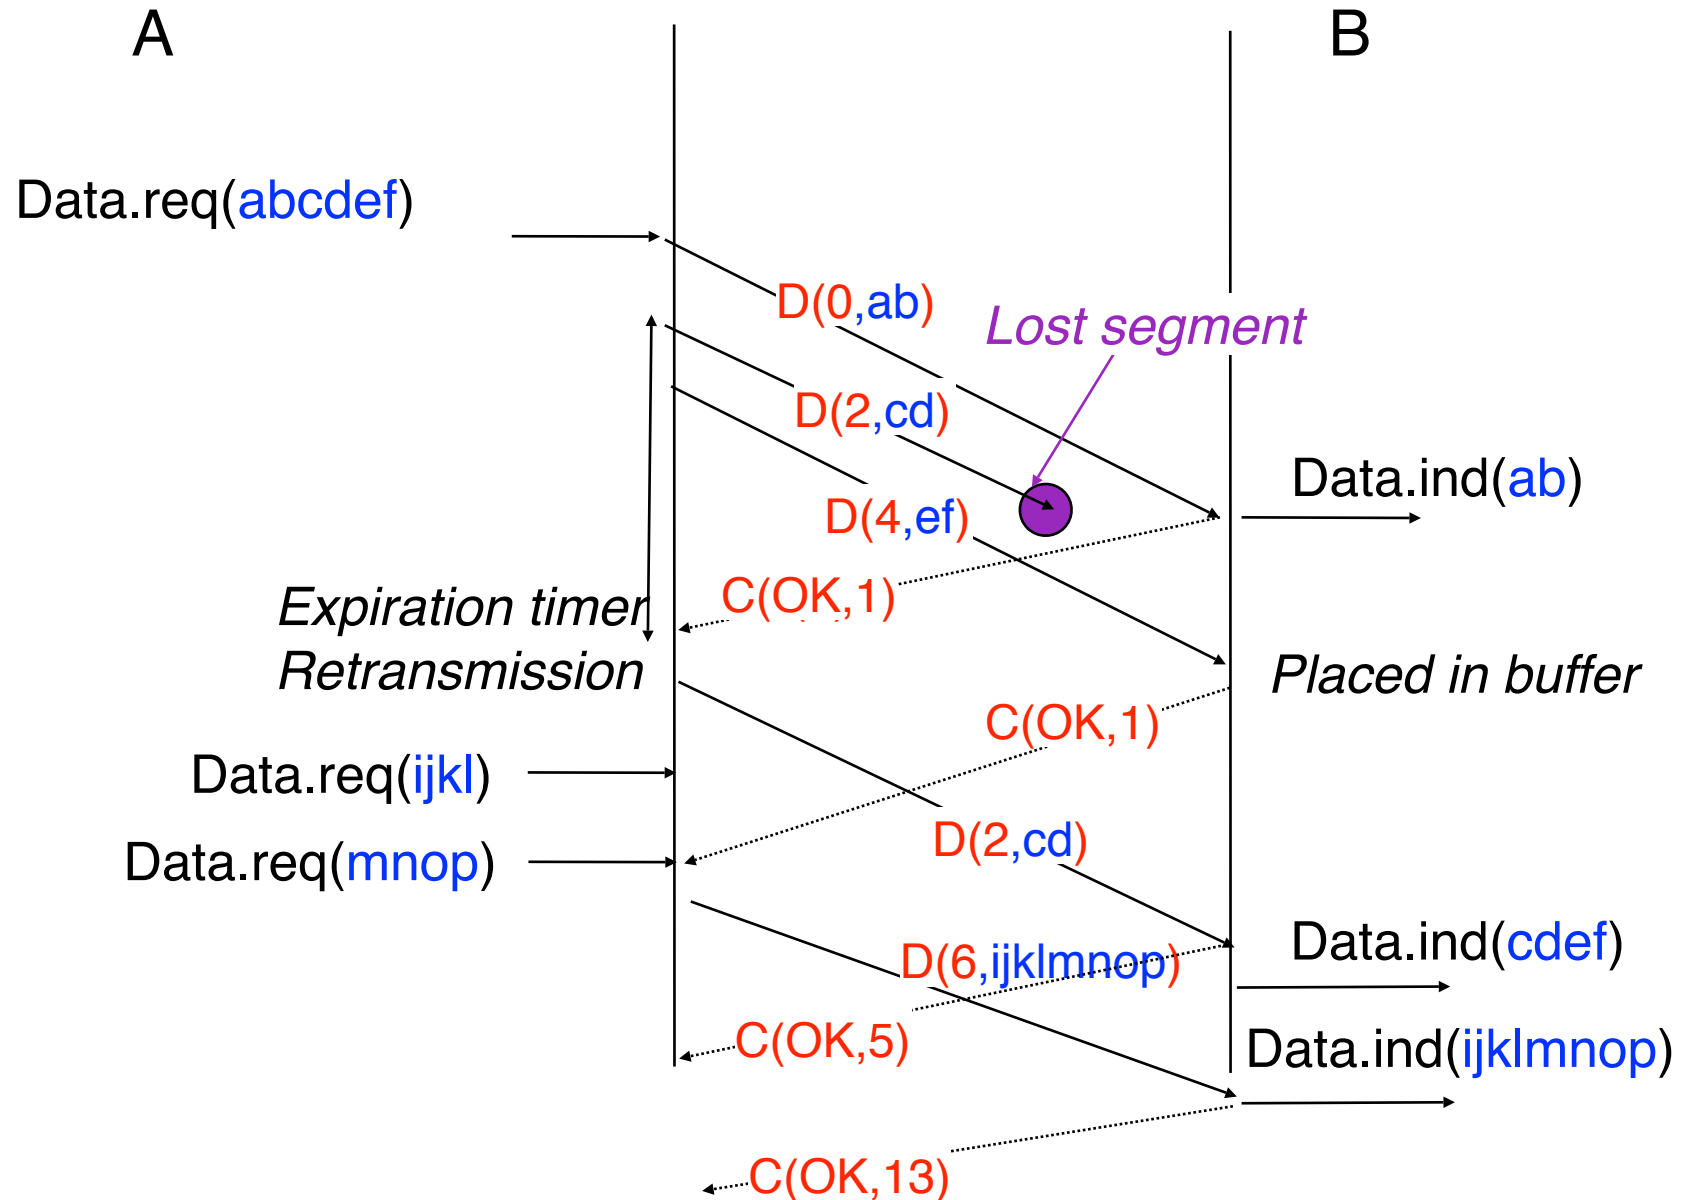 A
B
Data.req(abcdef)
D(0,ab)
Lost segment
D(2,cd)
Data.ind(ab)
D(4,ef)
C(OK,1)
Expiration timer
Retransmission
Placed in buffer
C(OK,1)
Data.req(ijkl)
D(2,cd)
Data.req(mnop)
Data.ind(cdef)
D(6,ijklmnop)
C(OK,5)
Data.ind(ijklmnop)
C(OK,13)